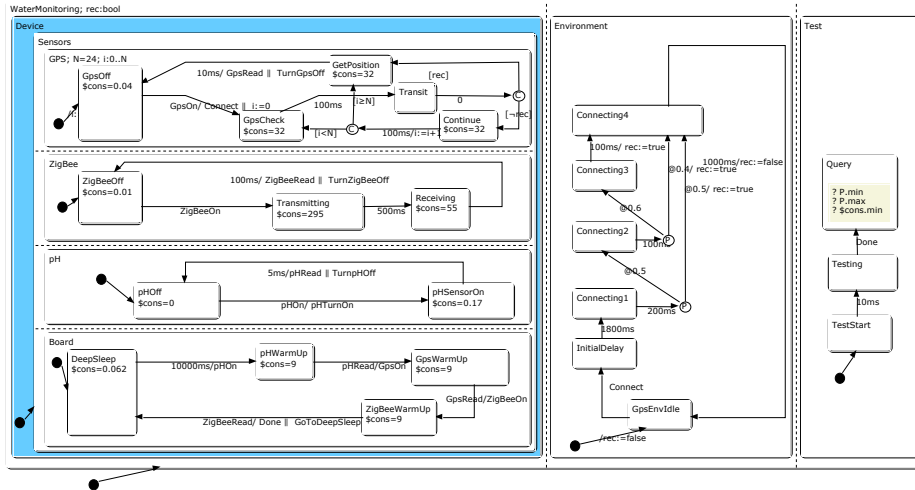 WaterMonitoring; rec:bool
Device
Sensors
GPS; N=24; i:0..N
GpsOff
$cons=0.04
10ms/ GpsRead || TurnGpsOff
GetPosition
$cons=32
[rec]
Transit
0
C
GpsOn/ Connect || i:=0
100ms
[i≥N]
[¬rec]
GpsCheck
$cons=32
[i<N]
C
100ms/i:=i+1
Continue
$cons=32
ZigBee
ZigBeeOff
$cons=0.01
100ms/ ZigBeeRead || TurnZigBeeOff
ZigBeeOn
Transmitting
$cons=295
500ms
Receiving
$cons=55
pH
5ms/pHRead || TurnpHOff
pHOff
$cons=0
pHOn/ pHTurnOn
pHSensorOn
$cons=0.17
Board
DeepSleep
$cons=0.062
10000ms/pHOn
pHWarmUp
$cons=9
pHRead/GpsOn
GpsWarmUp
$cons=9
GpsRead/ZigBeeOn
ZigBeeWarmUp
$cons=9
ZigBeeRead/ Done || GoToDeepSleep
Environment
Connecting4
100ms/ rec:=true
1000ms/rec:=false
@0.4/ rec:=true
Connecting3
@0.5/ rec:=true
@0.6
Connecting2
100ms
P
@0.5
Connecting1
200ms
P
1800ms
InitialDelay
Connect
GpsEnvIdle
/rec:=false
Test
Query
? P.min
? P.max
? $cons.min
Done
Testing
10ms
TestStart